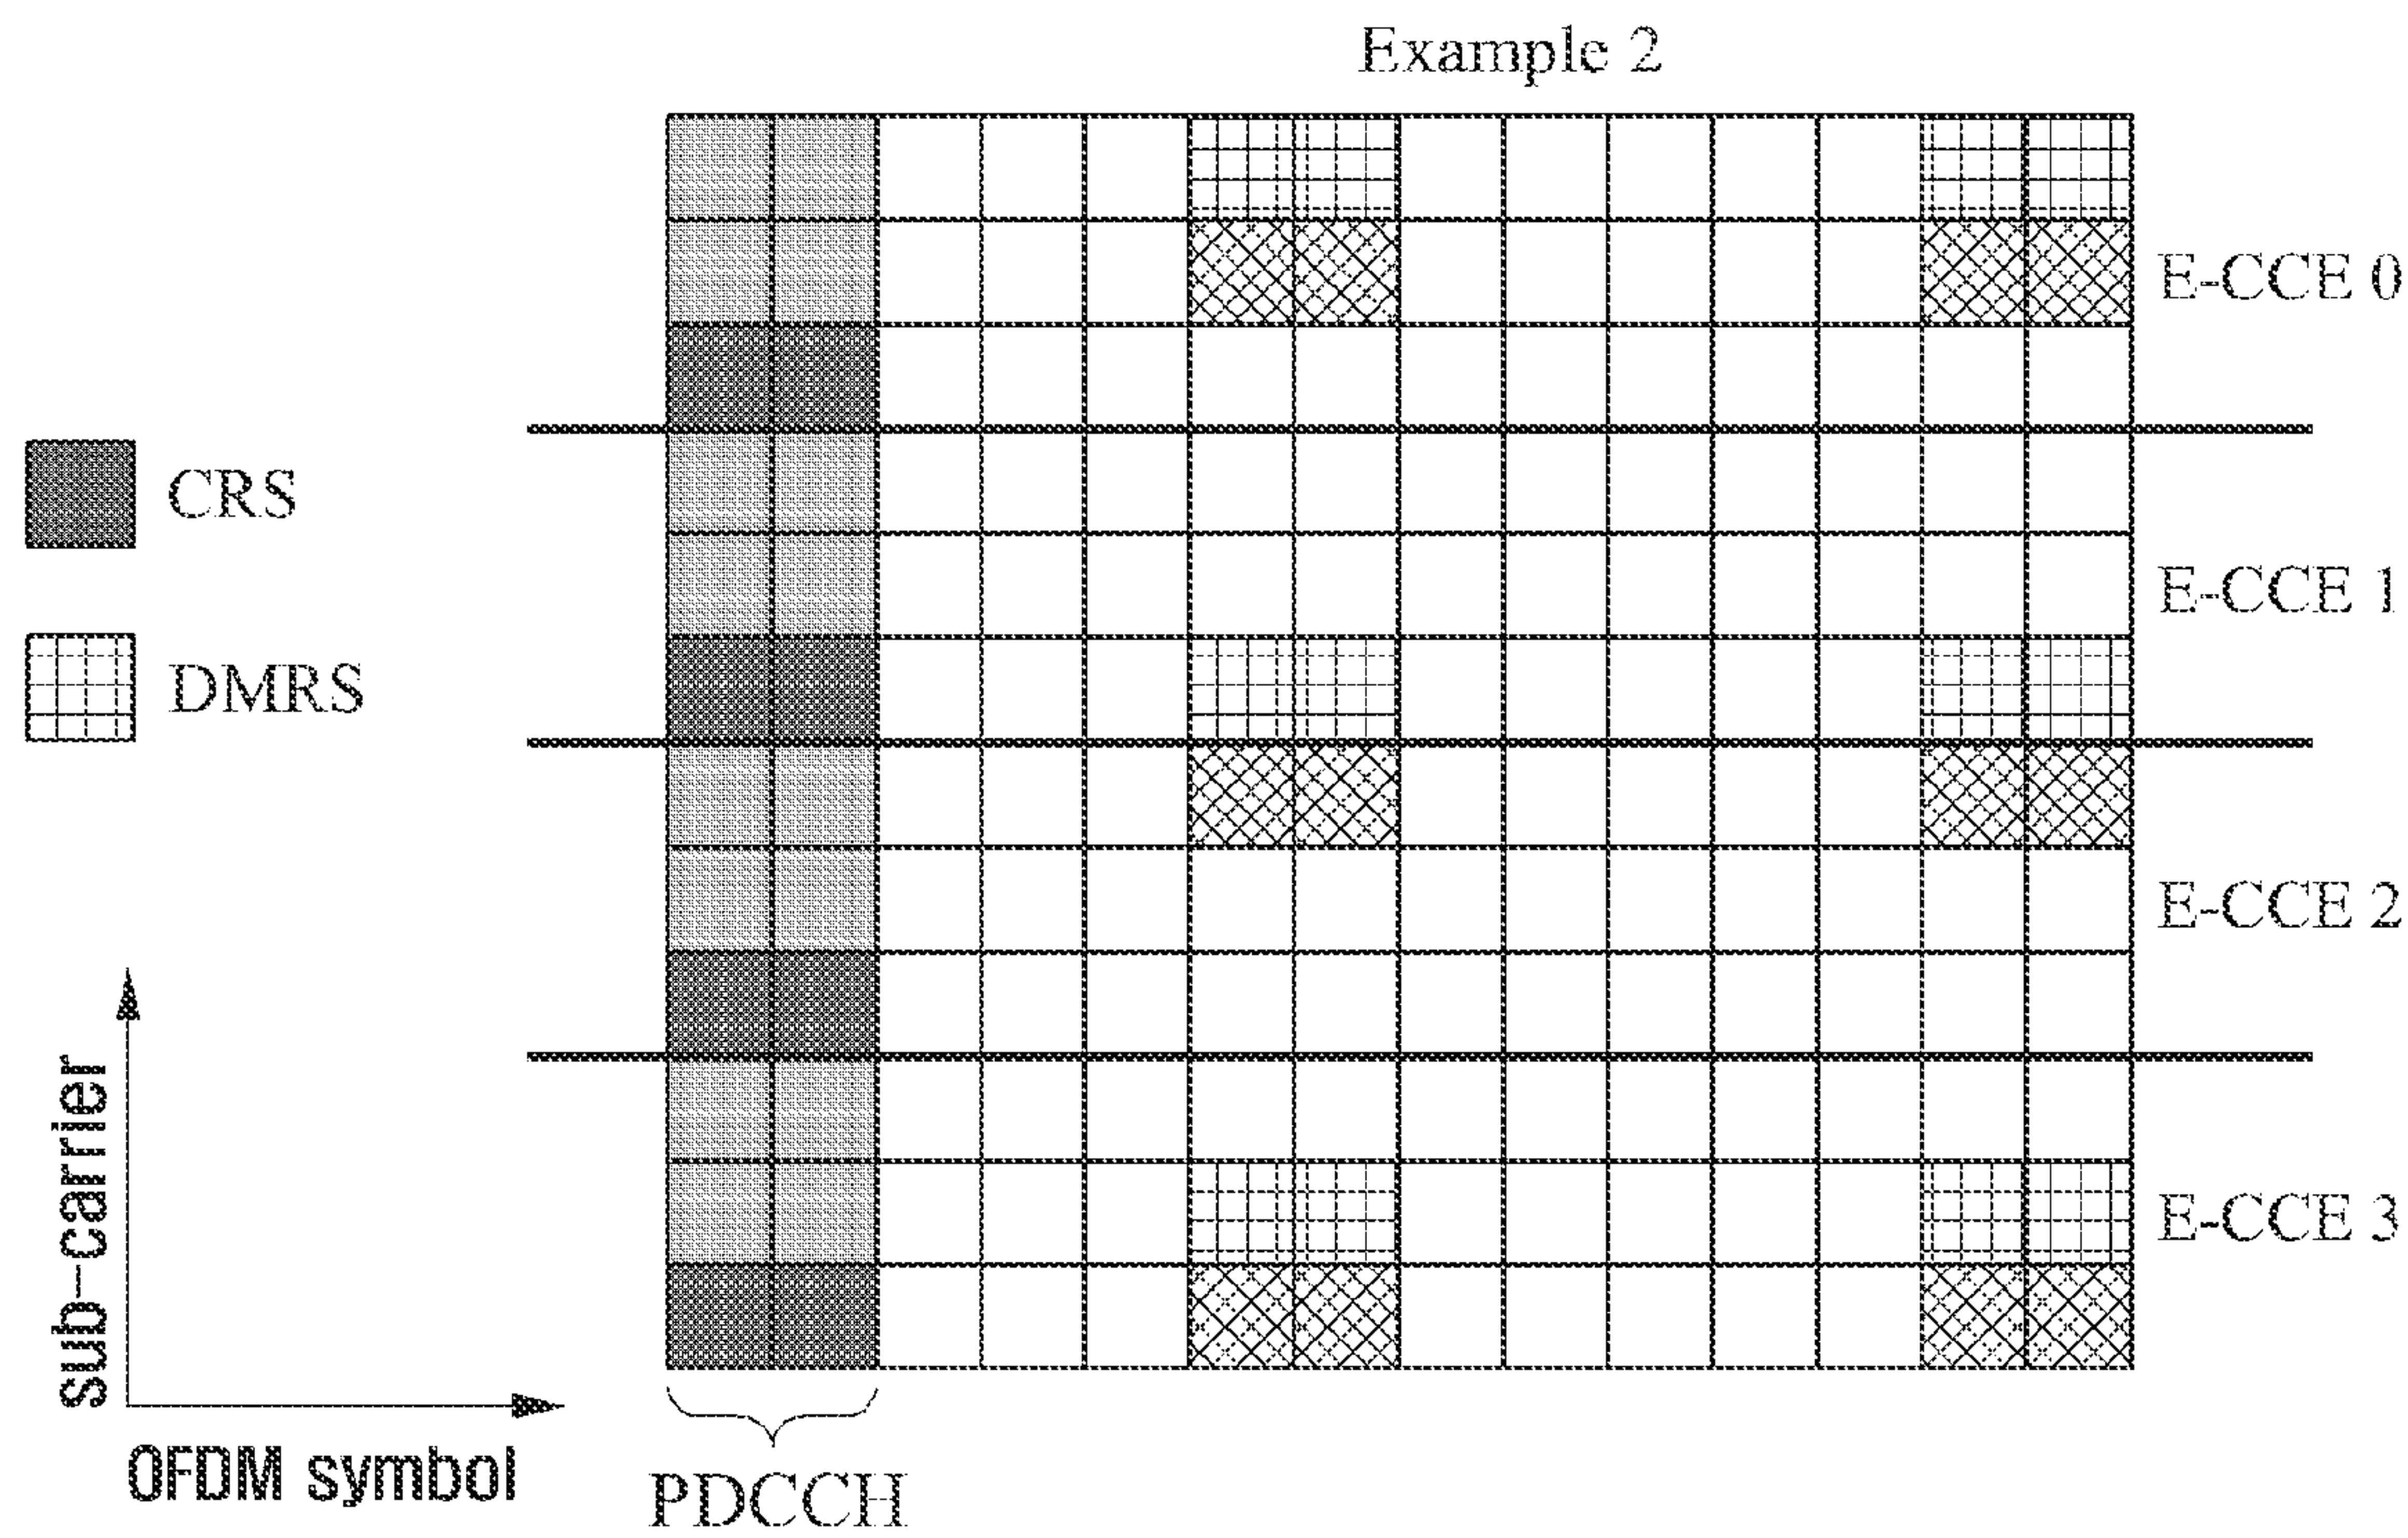 Example 2
E-CCE 0
CRS
E-CCE 1
DMRS
E-CCE 2
sub-carrier
E-CCE 3
OFDM symbol
PDCCH